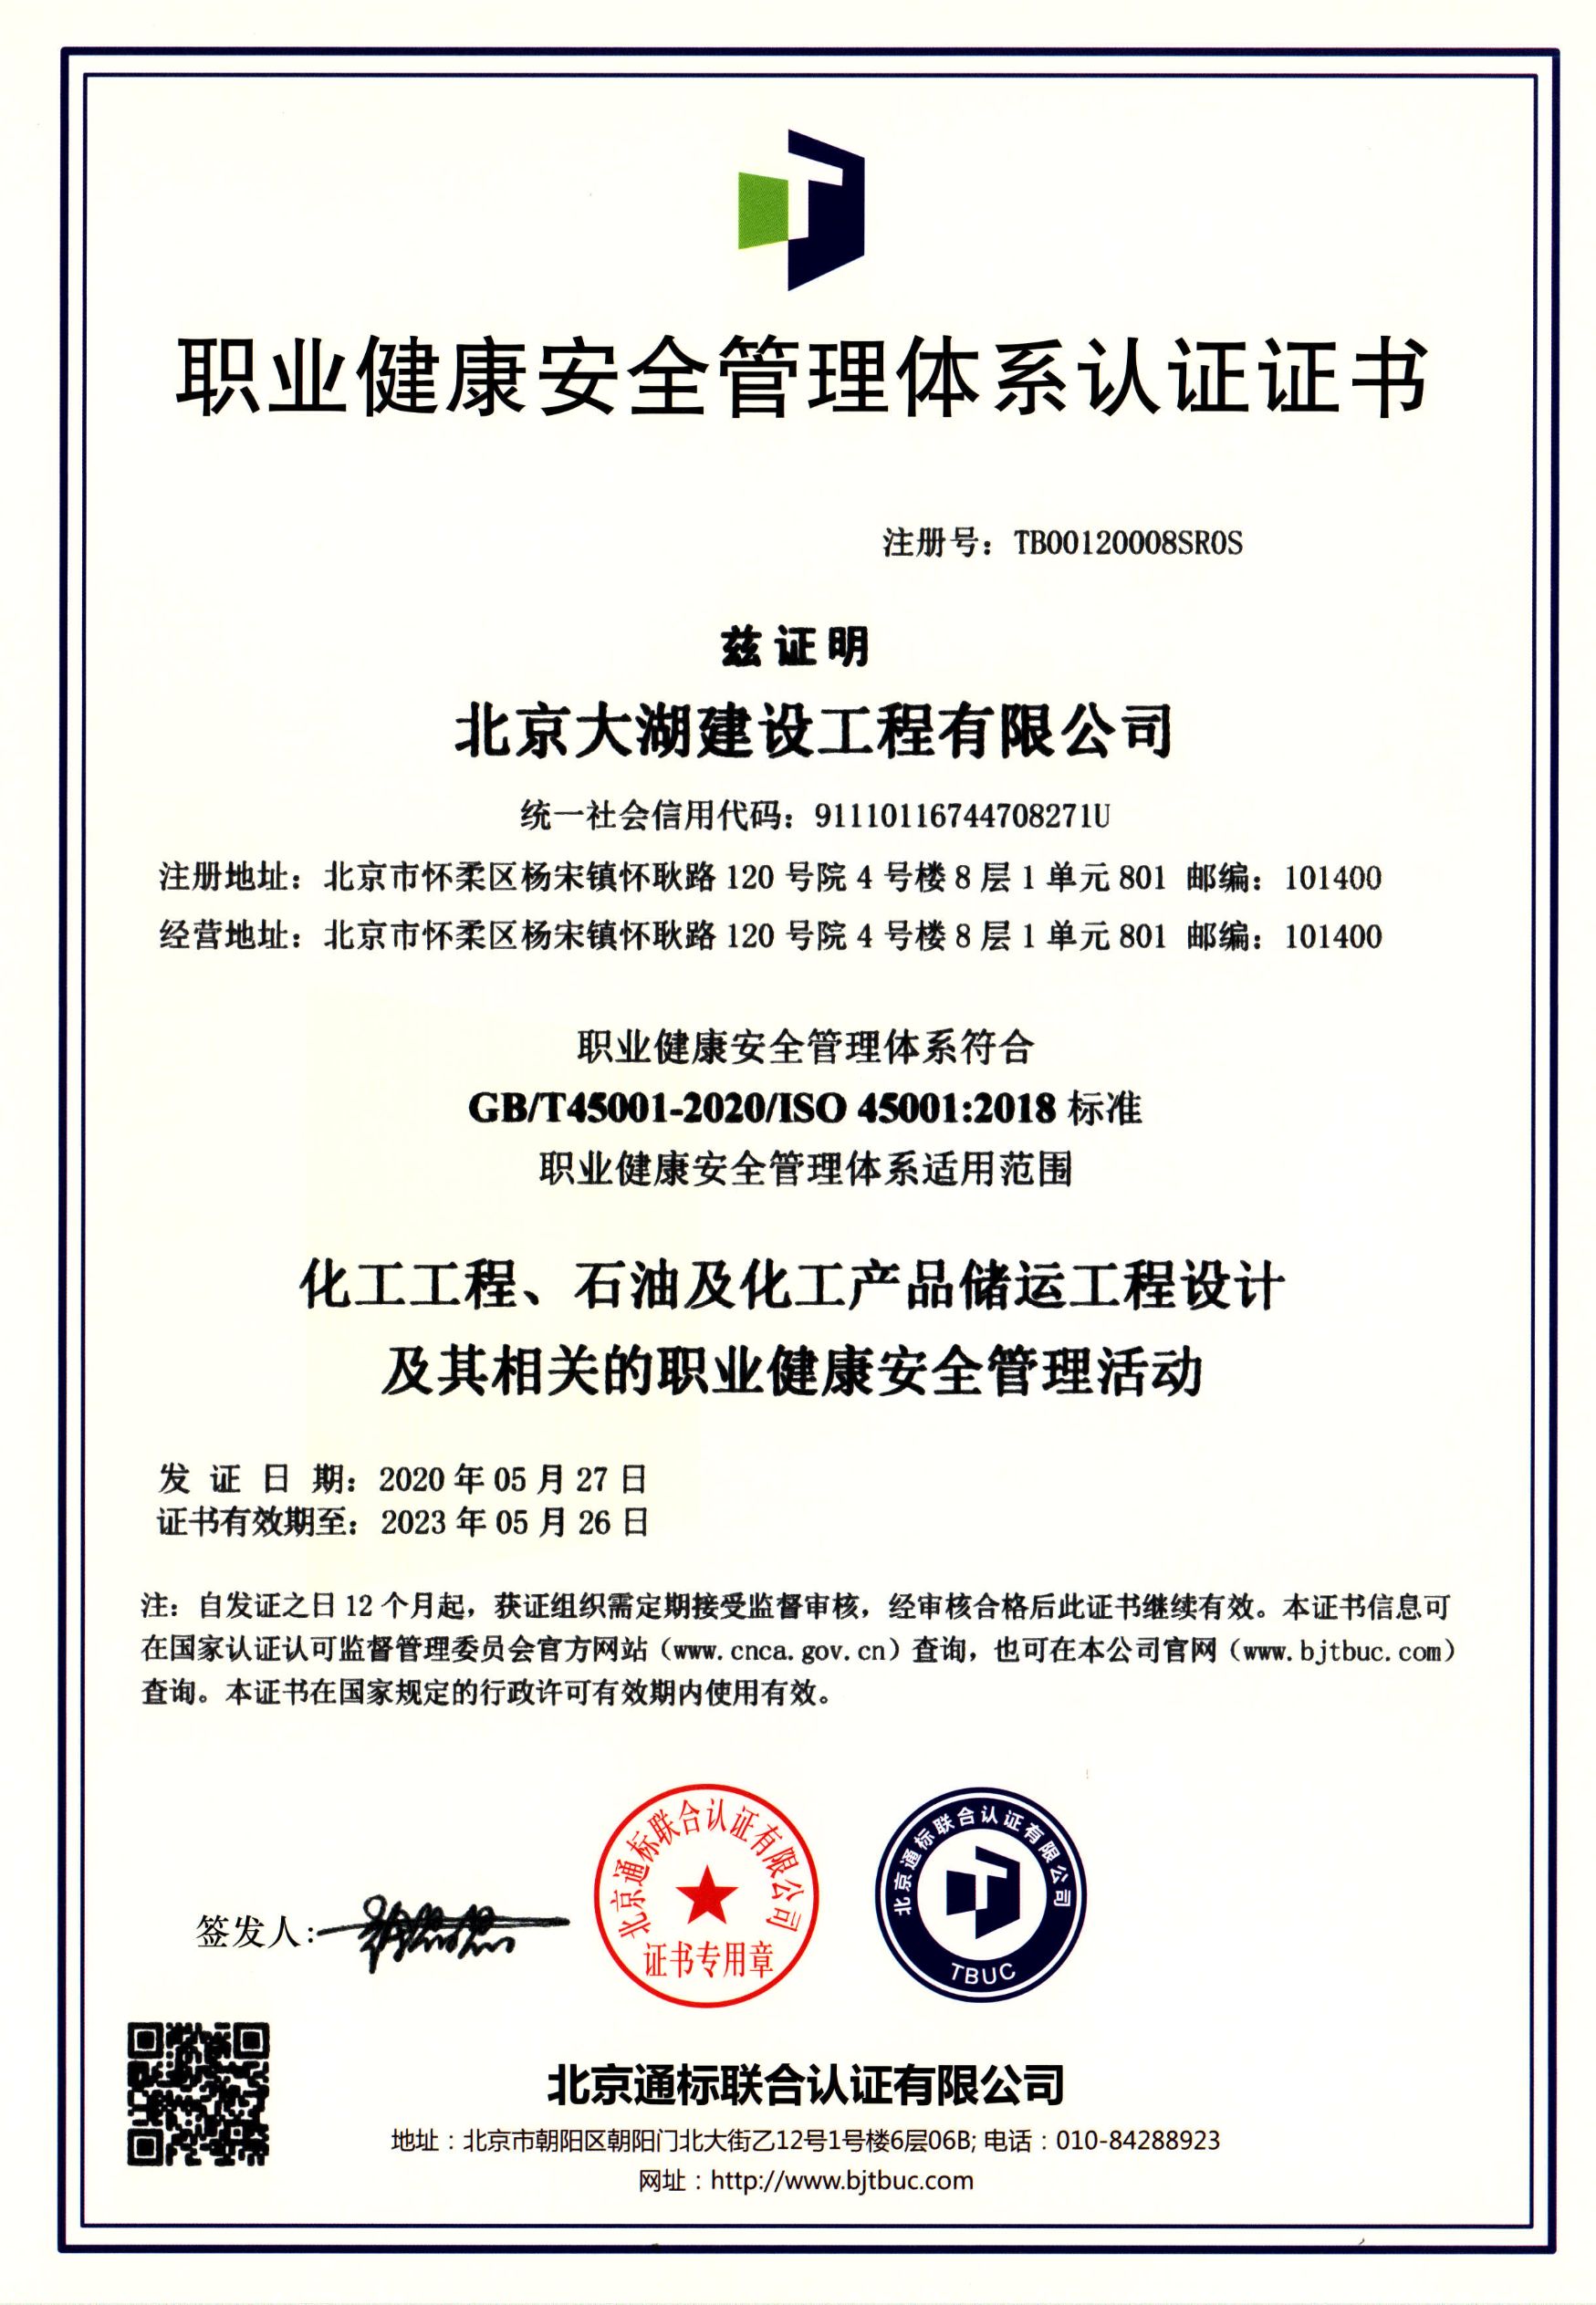 职业健康安全管理体系认证证书
注册号：TB00120008SR0S
兹证明
北京大湖建设工程有限公司
统一社会信用代码：91110116744708271U
注册地址：北京市怀柔区杨宋镇怀耿路 120 号院 4 号楼 8 层 1 单元 801 邮编：101400
经营地址：北京市怀柔区杨宋镇怀耿路 120 号院 4 号楼 8 层 1 单元 801 邮编：101400
职业健康安全管理体系符合
GB/T45001-2020/ISO 45001:2018 标准
职业健康安全管理体系适用范围
化工工程、石油及化工产品储运工程设计
及其相关的职业健康安全管理活动
发 证 日 期：2020 年 05 月 27 日
证书有效期至：2023 年 05 月 26 日
注：自发证之日 12 个月起，获证组织需定期接受监督审核，经审核合格后此证书继续有效。本证书信息可
在国家认证认可监督管理委员会官方网站（www.cnca.gov.cn）查询，也可在本公司官网（www.bjtbuc.com）
查询。本证书在国家规定的行政许可有效期内使用有效。
北京通标联合认证有限公司
证书专用章
北京通标联合认证有限公司
TBUC
签发人:
北京通标联合认证有限公司
地址：北京市朝阳区朝阳门北大街乙12号1号楼6层06B; 电话：010-84288923
网址：http://www.bjtbuc.com